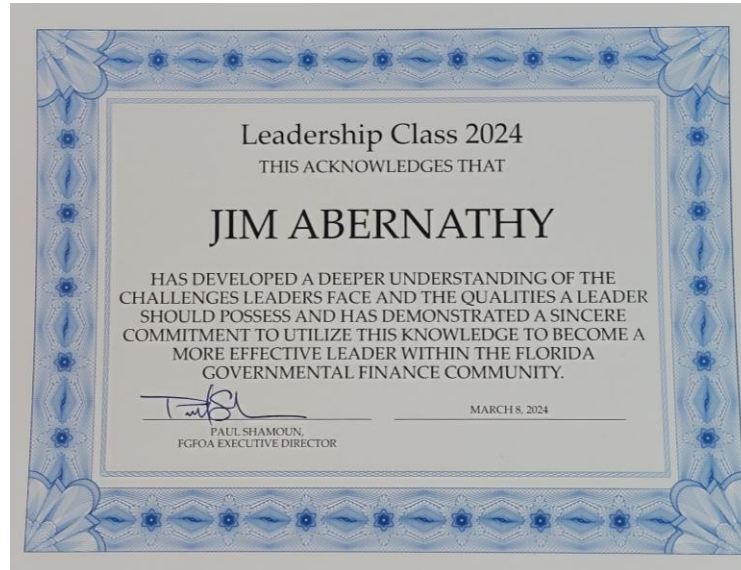 Leadership Class 2024
THIS ACKNOWLEDGES THAT
JIM ABERNATHY
HAS DEVELOPED A DEEPER UNDERSTANDING OF THE
CHALLENGES LEADERS FACE AND THE QUALITIES A LEADER
SHOULD POSSESS AND HAS DEMONSTRATED A SINCERE
COMMITMENT TO UTILIZE THIS KNOWLEDGE TO BECOME A
MORE EFFECTIVE LEADER WITHIN THE FLORIDA
GOVERNMENTAL FINANCE COMMUNITY.
MARCH 8, 2024
PAUL SHAMOUN,
FGFOA EXECUTIVE DIRECTOR